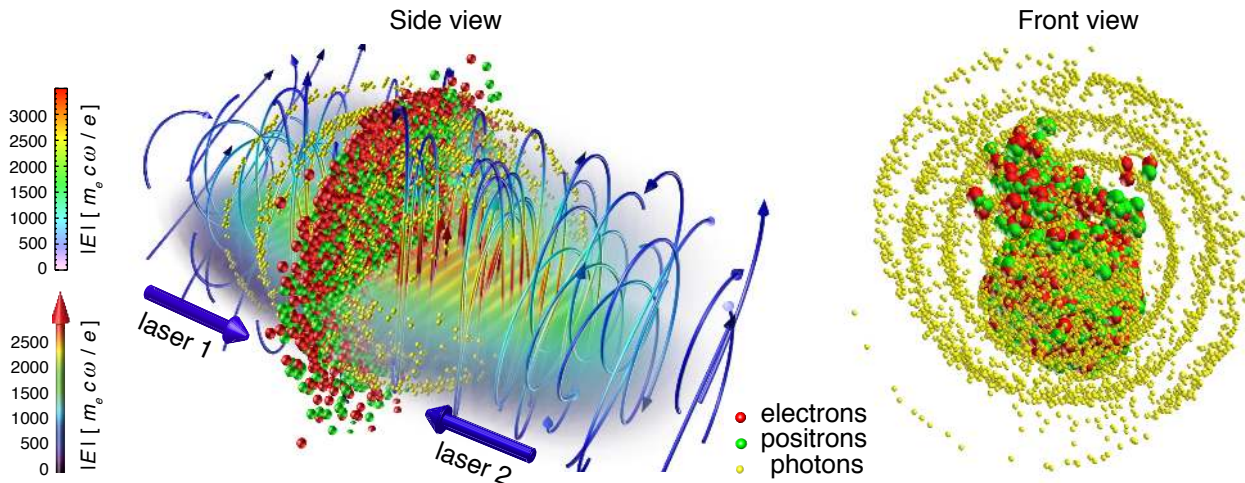 Side view
Front view
3000
2500
2000
1500
1000
500
0
|E| [ m_e c ω / e ]
2500
2000
1500
1000
500
0
|E| [ m_e c ω / e ]
laser 1
laser 2
electrons
positrons
photons